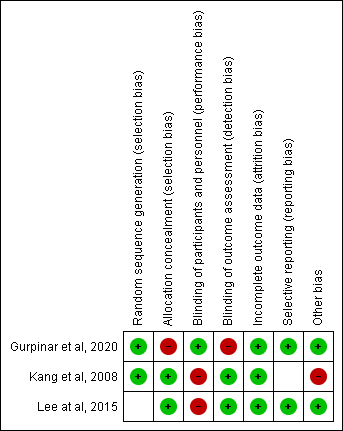 Random sequence generation (selection bias)
Allocation concealment (selection bias)
Blinding of participants and personnel (performance bias)
Blinding of outcome assessment (detection bias)
Incomplete outcome data (attrition bias)
Selective reporting (reporting bias)
Other bias
Gurpinar et al, 2020 + - + - + + +
Kang et al, 2008 + + - + + -
Lee at al, 2015 + - + + + +